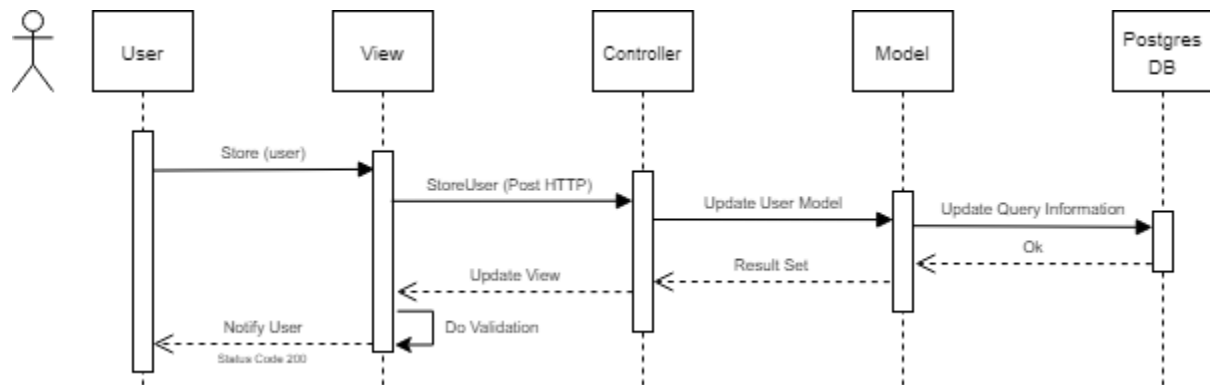 User
View
Controller
Model
Postgres
DB
Store (user)
StoreUser (Post HTTP)
Update User Model
Update Query Information
Ok
Result Set
Update View
Do Validation
Notify User
Status Code 200